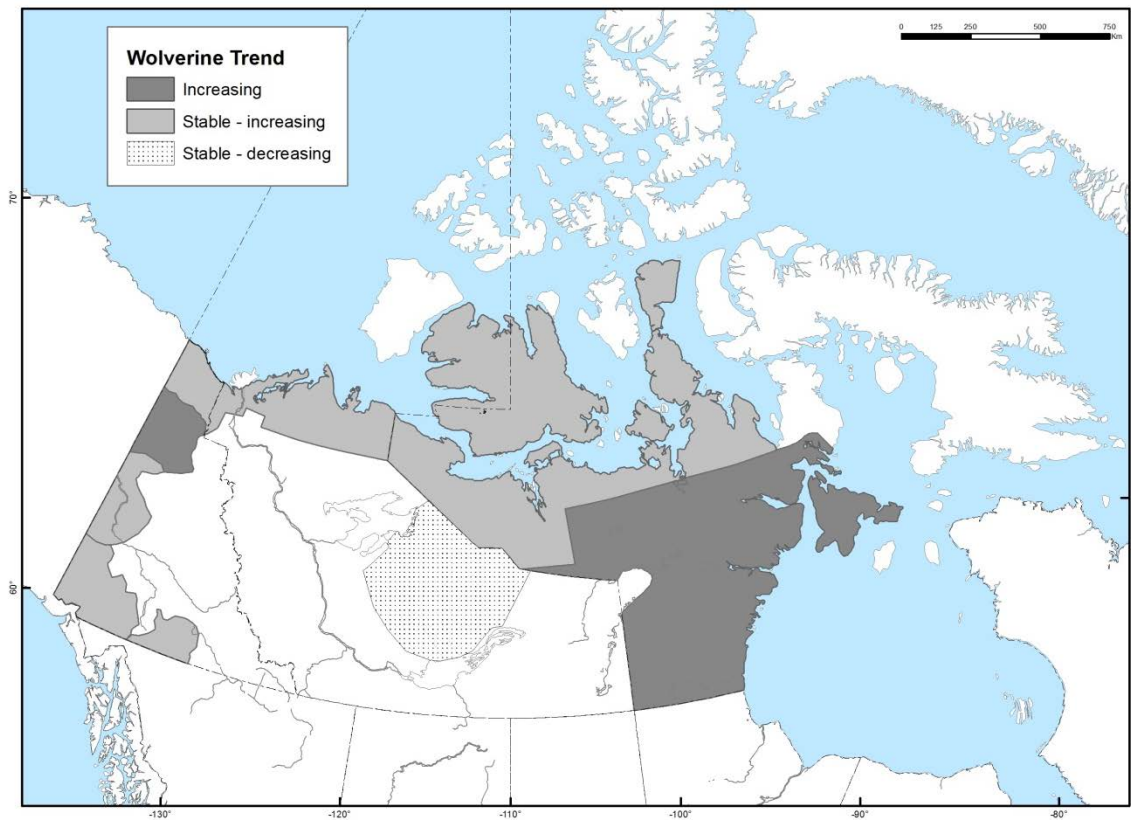 Wolverine Trend
Increasing
Stable - increasing
Stable - decreasing
0 125 250 500 750
Km
70°
60°
-130° -120° -110° -100° -90° -80°